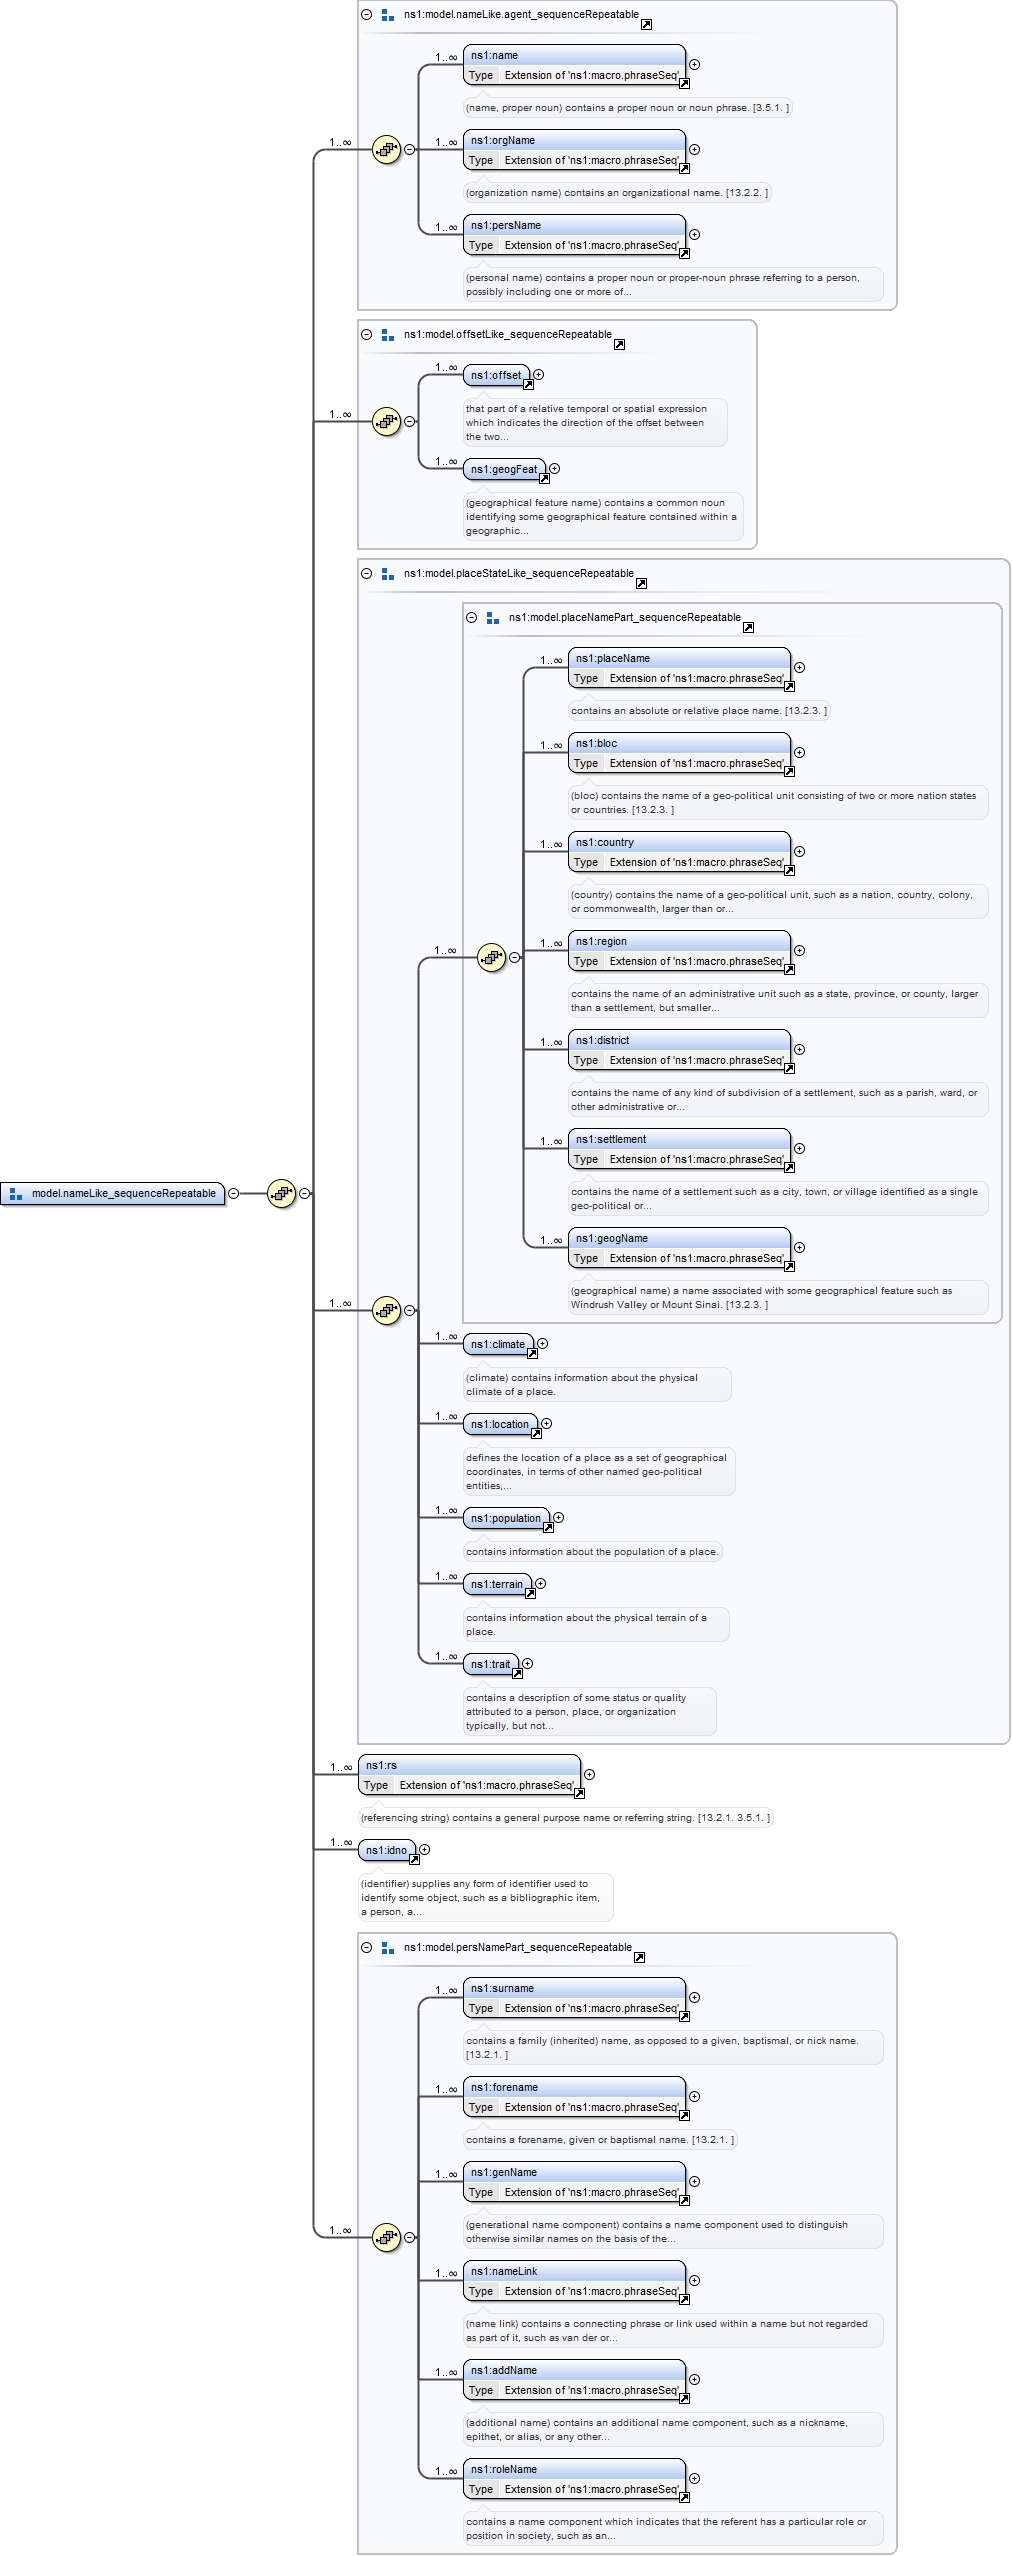 ns1:model.nameLike.agent_sequenceRepeatable
1..∞
ns1:name
Type Extension of 'ns1:macro.phraseSeq'
(name, proper noun) contains a proper noun or noun phrase. [3.5.1. ]
1..∞
1..∞
ns1:orgName
Type Extension of 'ns1:macro.phraseSeq'
(organization name) contains an organizational name. [13.2.2. ]
1..∞
ns1:persName
Type Extension of 'ns1:macro.phraseSeq'
(personal name) contains a proper noun or proper-noun phrase referring to a person,
possibly including one or more of...
ns1:model.offsetLike_sequenceRepeatable
1..∞
ns1:offset
that part of a relative temporal or spatial expression
which indicates the direction of the offset between
the two...
1..∞
1..∞
ns1:geogFeat
(geographical feature name) contains a common noun
identifying some geographical feature contained within a
geographic...
ns1:model.placeStateLike_sequenceRepeatable
ns1:model.placeNamePart_sequenceRepeatable
1..∞
ns1:placeName
Type Extension of 'ns1:macro.phraseSeq'
contains an absolute or relative place name. [13.2.3. ]
1..∞
ns1:bloc
Type Extension of 'ns1:macro.phraseSeq'
(bloc) contains the name of a geo-political unit consisting of two or more nation states
or countries. [13.2.3. ]
1..∞
ns1:country
Type Extension of 'ns1:macro.phraseSeq'
(country) contains the name of a geo-political unit, such as a nation, country, colony,
or commonwealth, larger than or...
1..∞
1..∞
ns1:region
Type Extension of 'ns1:macro.phraseSeq'
contains the name of an administrative unit such as a state, province, or county, larger
than a settlement, but smaller...
1..∞
ns1:district
Type Extension of 'ns1:macro.phraseSeq'
contains the name of any kind of subdivision of a settlement, such as a parish, ward, or
other administrative or...
1..∞
ns1:settlement
Type Extension of 'ns1:macro.phraseSeq'
contains the name of a settlement such as a city, town, or village identified as a single
geo-political or...
model.nameLike_sequenceRepeatable
1..∞
ns1:geogName
Type Extension of 'ns1:macro.phraseSeq'
(geographical name) a name associated with some geographical feature such as
Windrush Valley or Mount Sinai. [13.2.3. ]
1..∞
1..∞
ns1:climate
(climate) contains information about the physical
climate of a place.
1..∞
ns1:location
defines the location of a place as a set of geographical
coordinates, in terms of other named geo-political
entities,...
1..∞
ns1:population
contains information about the population of a place.
1..∞
ns1:terrain
contains information about the physical terrain of a
place.
1..∞
ns1:trait
contains a description of some status or quality
attributed to a person, place, or organization
typically, but not...
1..∞
ns1:rs
Type Extension of 'ns1:macro.phraseSeq'
(referencing string) contains a general purpose name or referring string. [13.2.1. 3.5.1. ]
1..∞
ns1:idno
(identifier) supplies any form of identifier used to
identify some object, such as a bibliographic item,
a person, a...
ns1:model.persNamePart_sequenceRepeatable
1..∞
ns1:surname
Type Extension of 'ns1:macro.phraseSeq'
contains a family (inherited) name, as opposed to a given, baptismal, or nick name.
[13.2.1. ]
1..∞
ns1:forename
Type Extension of 'ns1:macro.phraseSeq'
contains a forename, given or baptismal name. [13.2.1. ]
1..∞
ns1:genName
Type Extension of 'ns1:macro.phraseSeq'
(generational name component) contains a name component used to distinguish
otherwise similar names on the basis of the...
1..∞
1..∞
ns1:nameLink
Type Extension of 'ns1:macro.phraseSeq'
(name link) contains a connecting phrase or link used within a name but not regarded
as part of it, such as van der or...
1..∞
ns1:addName
Type Extension of 'ns1:macro.phraseSeq'
(additional name) contains an additional name component, such as a nickname,
epithet, or alias, or any other...
1..∞
ns1:roleName
Type Extension of 'ns1:macro.phraseSeq'
contains a name component which indicates that the referent has a particular role or
position in society, such as an...